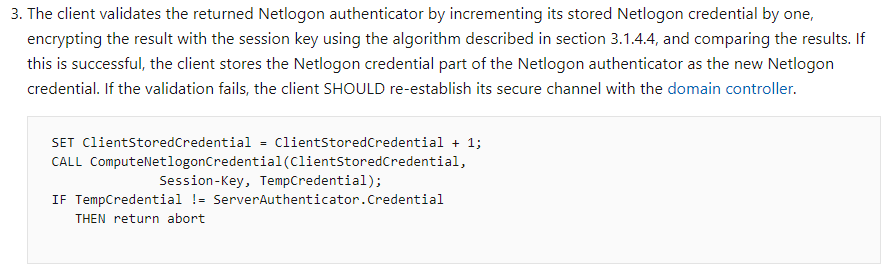 3. The client validates the returned Netlogon authenticator by incrementing its stored Netlogon credential by one,
encrypting the result with the session key using the algorithm described in section 3.1.4.4, and comparing the results. If
this is successful, the client stores the Netlogon credential part of the Netlogon authenticator as the new Netlogon
credential. If the validation fails, the client SHOULD re-establish its secure channel with the domain controller.
SET ClientStoredCredential = ClientStoredCredential + 1;
CALL ComputeNetlogonCredential(ClientStoredCredential,
Session-Key, TempCredential);
IF TempCredential != ServerAuthenticator.Credential
THEN return abort